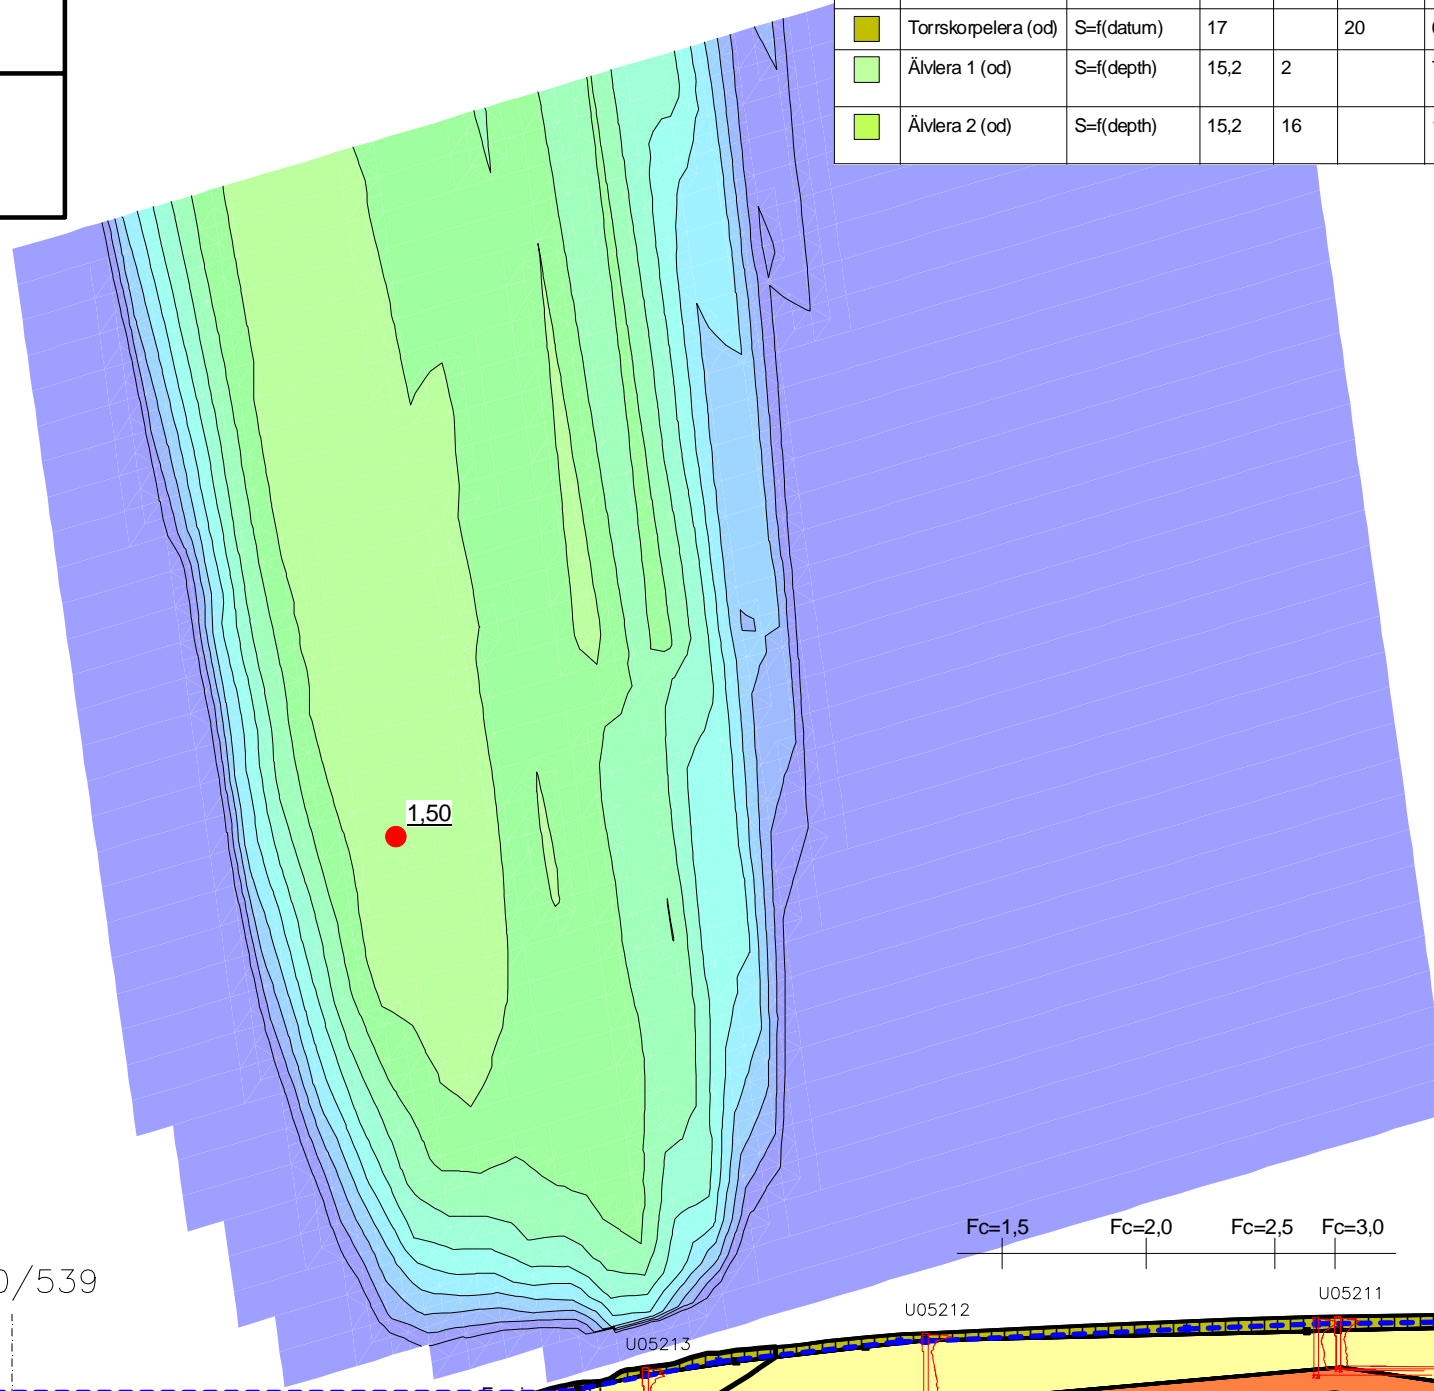 Torrskorpelera (od) S=f(datum) 17 20
Älvlera 1 (od) S=f(depth) 15,2 2
Älvlera 2 (od) S=f(depth) 15,2 16
1,50
Fc=1,5 Fc=2,0 Fc=2,5 Fc=3,0
0/539
U05211
U05212
U05213